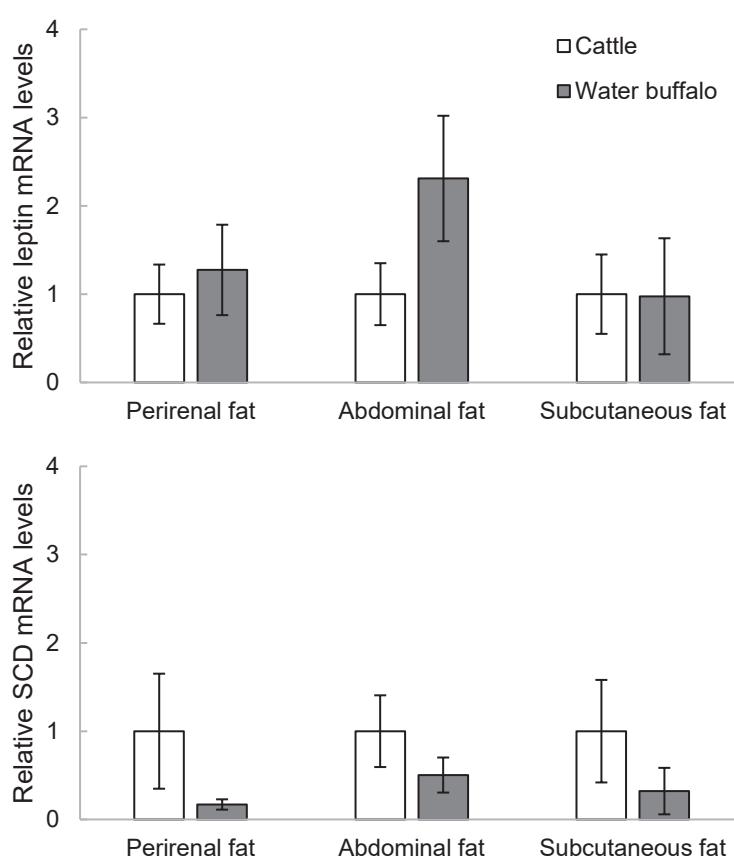 Relative leptin mRNA levels
4
3
2
1
0
Cattle
Water buffalo
Perirenal fat
Abdominal fat
Subcutaneous fat
Relative SCD mRNA levels
4
3
2
1
0
Perirenal fat
Abdominal fat
Subcutaneous fat